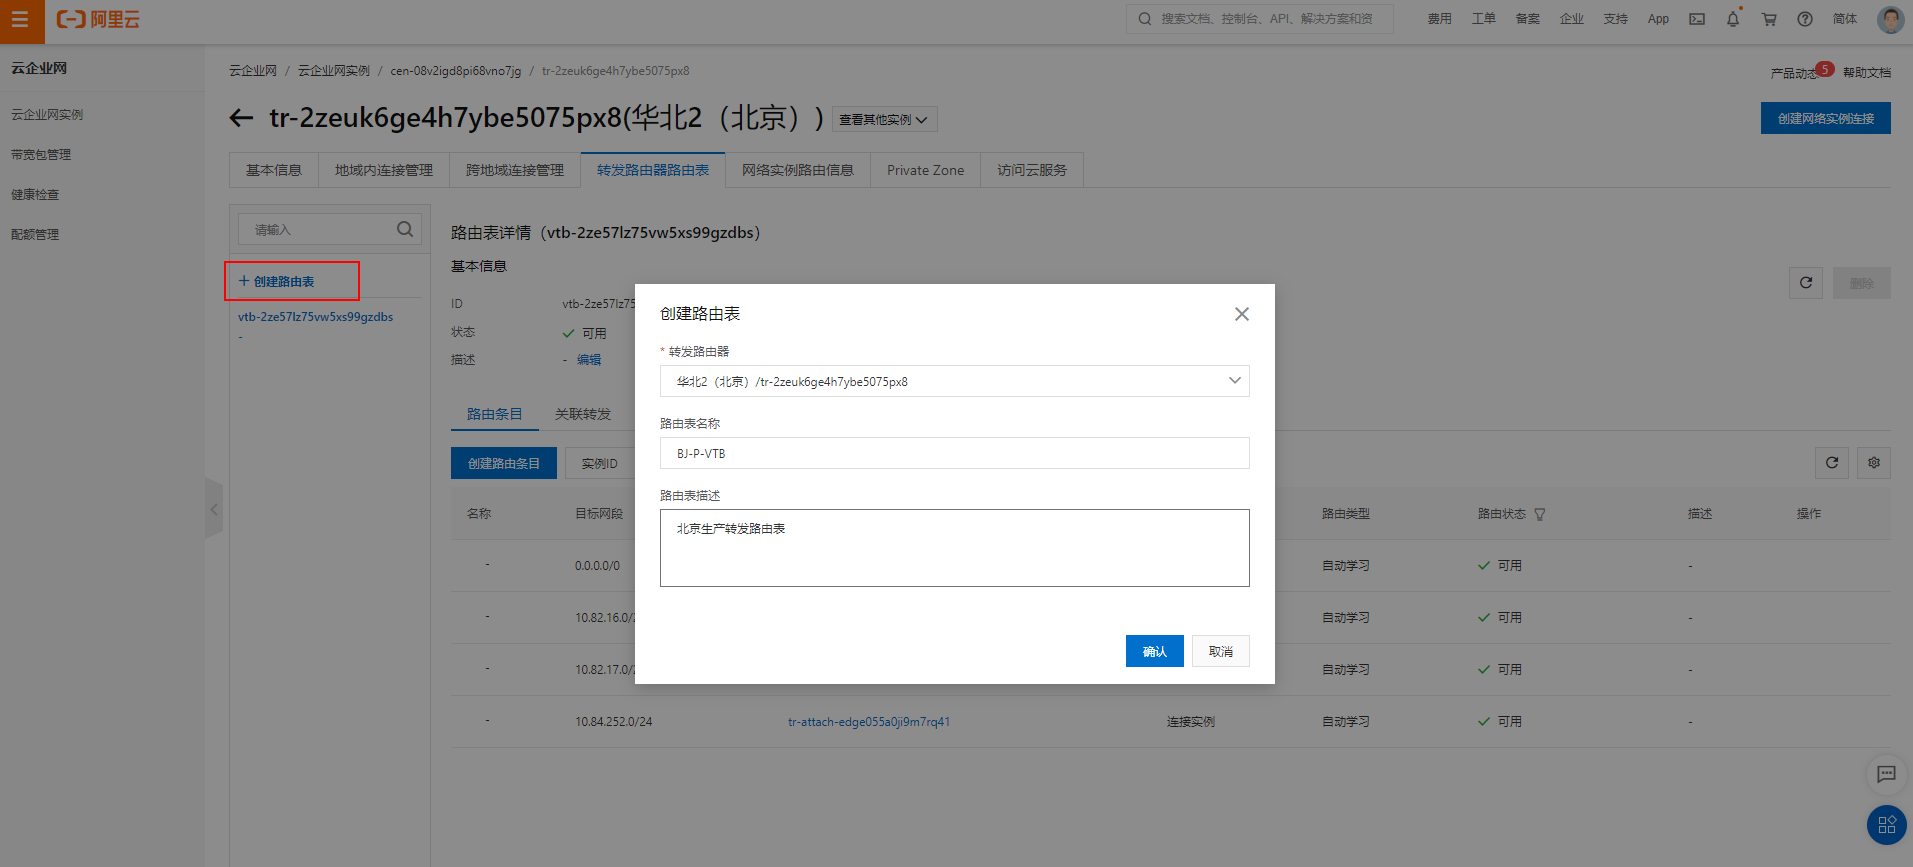 阿里云
搜索文档、控制台、API、解决方案和资
费用 工单 备案 企业 支持 App 简体
云企业网
云企业网实例
带宽包管理
健康检查
配额管理
云企业网 / 云企业网实例 / cen-08v2igd8pi68vno7jg / tr-2zeuk6ge4h7ybe5075px8
产品动态 5 帮助文档
tr-2zeuk6ge4h7ybe5075px8(华北2（北京）) 查看其他实例
创建网络实例连接
基本信息 地域内连接管理 跨地域连接管理 转发路由器路由表 网络实例路由信息 Private Zone 访问云服务
请输入
+ 创建路由表
vtb-2ze57lz75vw5xs99gzdbs
-
路由表详情（vtb-2ze57lz75vw5xs99gzdbs）
基本信息
删除
ID vtb-2ze57lz75
状态 可用
描述 - 编辑
路由条目 关联转发
创建路由条目 实例ID
名称 目标网段 路由类型 路由状态 描述 操作
- 0.0.0.0/0 自动学习 可用 -
- 10.82.16.0/2 自动学习 可用 -
- 10.82.17.0/2 自动学习 可用 -
- 10.84.252.0/24 tr-attach-edge055a0ji9m7rq41 连接实例 自动学习 可用 -
创建路由表
* 转发路由器
华北2（北京）/tr-2zeuk6ge4h7ybe5075px8
路由表名称
BJ-P-VTB
路由表描述
北京生产转发路由表
确认 取消